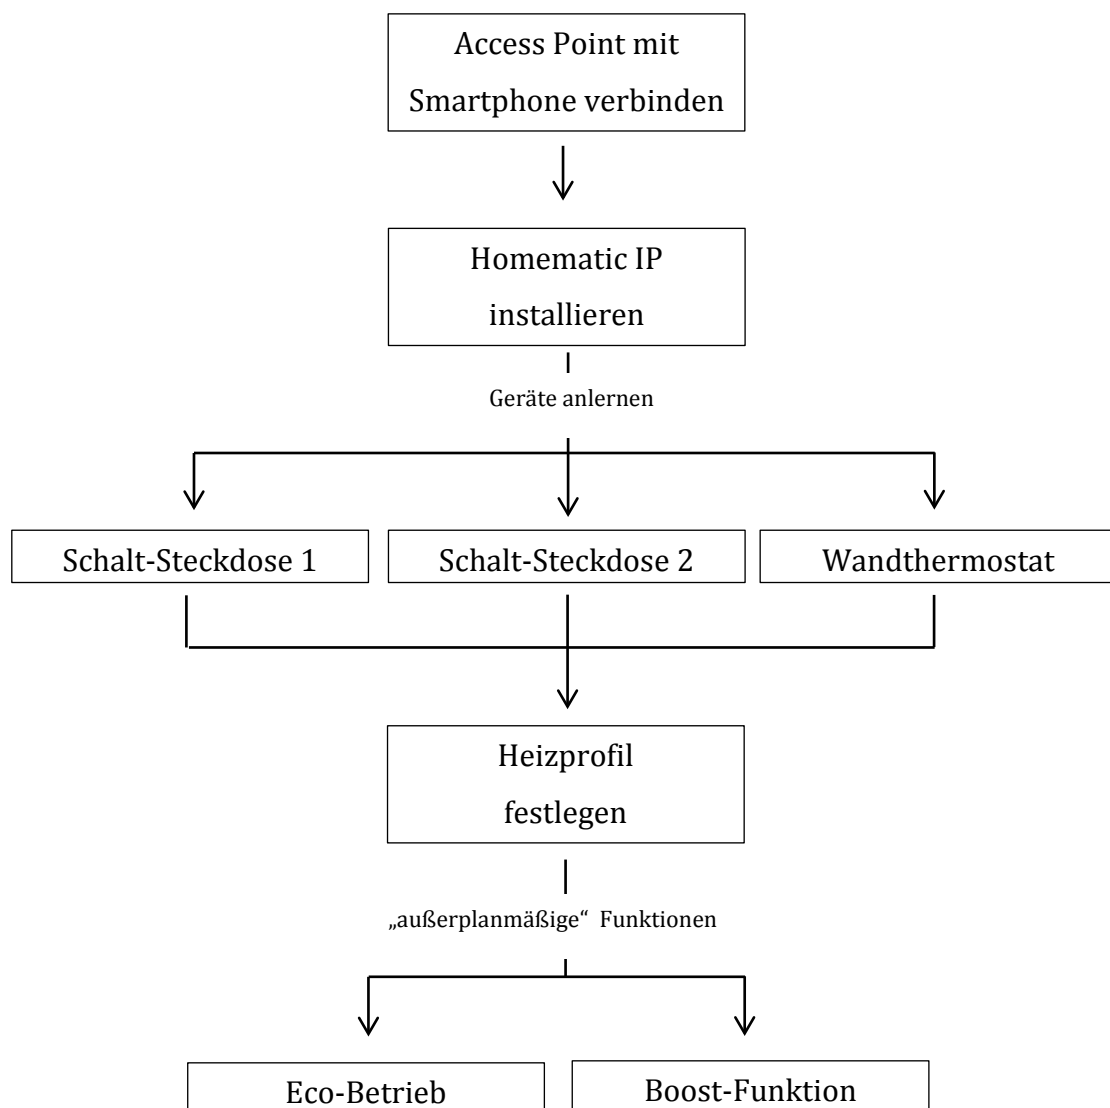 Access Point mit
Smartphone verbinden
Homematic IP
installieren
Geräte anlernen
Schalt-Steckdose 1
Schalt-Steckdose 2
Wandthermostat
Heizprofil
festlegen
„außerplanmäßige“ Funktionen
Eco-Betrieb
Boost-Funktion